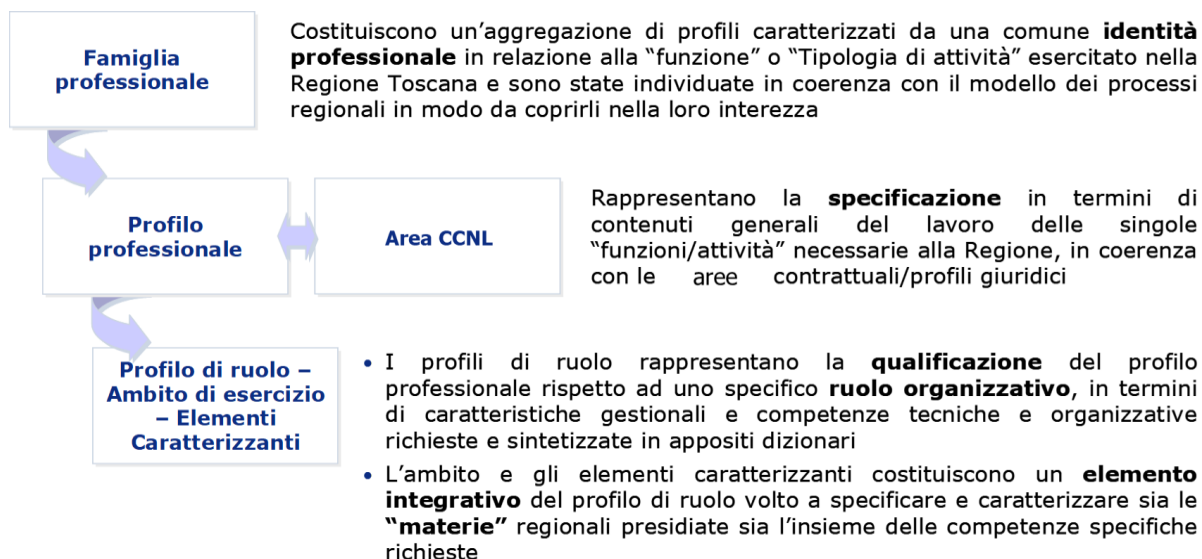 Famiglia
professionale
Costituiscono un'aggregazione di profili caratterizzati da una comune identità
professionale in relazione alla "funzione" o "Tipologia di attività" esercitato nella
Regione Toscana e sono state individuate in coerenza con il modello dei processi
regionali in modo da coprirli nella loro interezza
Profilo
professionale
Area CCNL
Rappresentano la specificazione in termini di
contenuti generali del lavoro delle singole
"funzioni/attività" necessarie alla Regione, in coerenza
con le aree contrattuali/profili giuridici
Profilo di ruolo –
Ambito di esercizio
– Elementi
Caratterizzanti
• I profili di ruolo rappresentano la qualificazione del profilo
professionale rispetto ad uno specifico ruolo organizzativo, in termini
di caratteristiche gestionali e competenze tecniche e organizzative
richieste e sintetizzate in appositi dizionari
• L'ambito e gli elementi caratterizzanti costituiscono un elemento
integrativo del profilo di ruolo volto a specificare e caratterizzare sia le
"materie" regionali presidiate sia l'insieme delle competenze specifiche
richieste